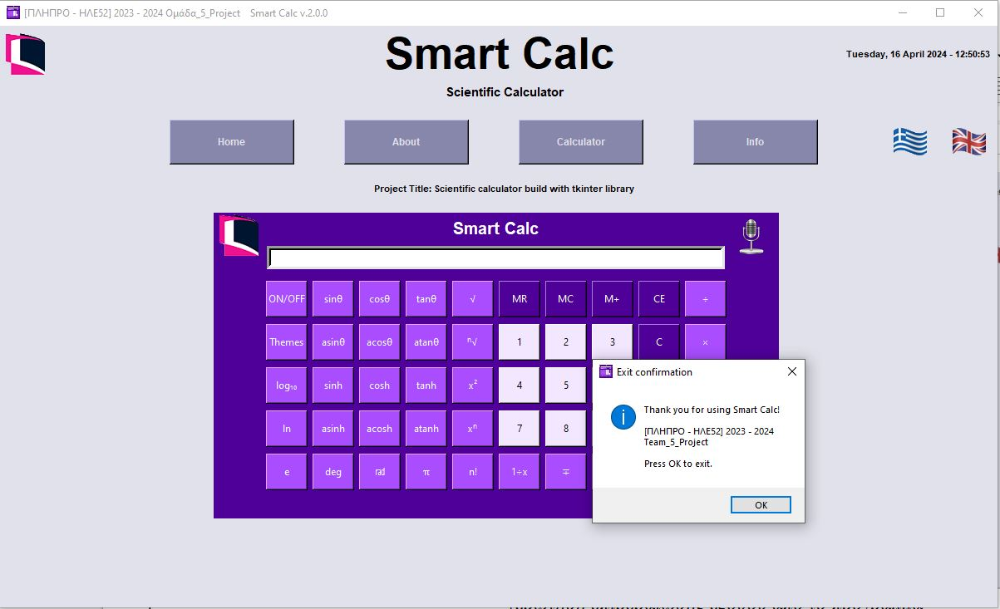 [ΠΛΗΠΡΟ - ΗΛΕ52] 2023 - 2024 Ομάδα_5_Project Smart Calc v.2.0.0
Smart Calc
Tuesday, 16 April 2024 - 12:50:53
Scientific Calculator
Home About Calculator Info
Project Title: Scientific calculator build with tkinter library
Smart Calc
ON/OFF sinθ cosθ tanθ √ MR MC M+ CE ÷
Themes asinθ acosθ atanθ ⁿ√ 1 2 3 C ×
log₁₀ sinh cosh tanh x² 4 5
ln asinh acosh atanh xⁿ 7 8
e deg rad π n! 1÷x ∓
Exit confirmation
Thank you for using Smart Calc!
[ΠΛΗΠΡΟ - ΗΛΕ52] 2023 - 2024
Team_5_Project
Press OK to exit.
OK